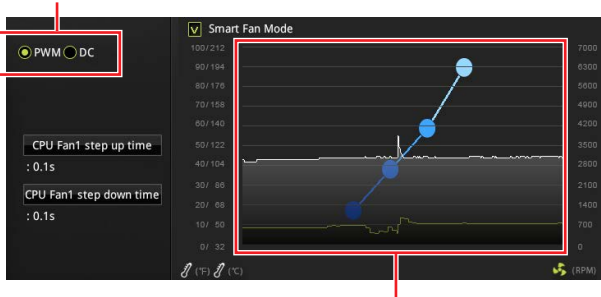 V Smart Fan Mode
PWM DC
100/212 7000
90/194 6300
80/176 5600
70/158 4900
60/140 4200
50/122 3500
40/104 2800
30/ 86 2100
20/ 68 1400
10/ 50 700
0/ 32 0
CPU Fan1 step up time
: 0.1s
CPU Fan1 step down time
: 0.1s
(°F) (°C) (RPM)